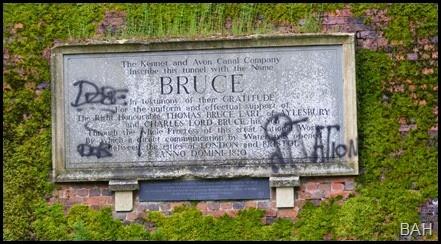 The Kennet and Avon Canal Company
Inscribe this tunnel with the Name
BRUCE
In testimony of their GRATITUDE
For the uniform and effectual support of
The Right Honourable THOMAS BRUCE EARL of AILESBURY
and CHARLES LORD BRUCE his
Through the whole Progress of this great National Work
By which a direct communication by Water was opened
between the cities of LONDON and BRISTOL
ANNO DOMINI 1810
BAH